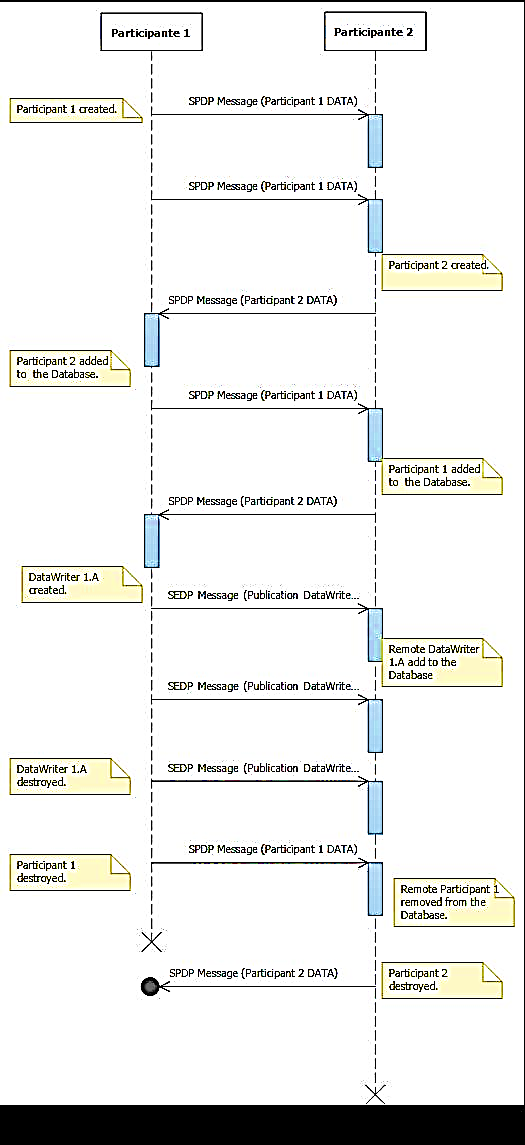 Participante 1
Participante 2
SPDP Message (Participant 1 DATA)
Participant 1 created.
SPDP Message (Participant 1 DATA)
Participant 2 created.
SPDP Message (Participant 2 DATA)
Participant 2 added
to the Database.
SPDP Message (Participant 1 DATA)
Participant 1 added
to the Database.
SPDP Message (Participant 2 DATA)
DataWriter 1.A
created.
SEDP Message (Publication DataWrite...
Remote DataWriter
1.A add to the
Database
SEDP Message (Publication DataWrite...
DataWriter 1.A
destroyed.
SEDP Message (Publication DataWrite...
SPDP Message (Participant 1 DATA)
Participant 1
destroyed.
Remote Participant 1
removed from the
Database.
SPDP Message (Participant 2 DATA)
Participant 2
destroyed.